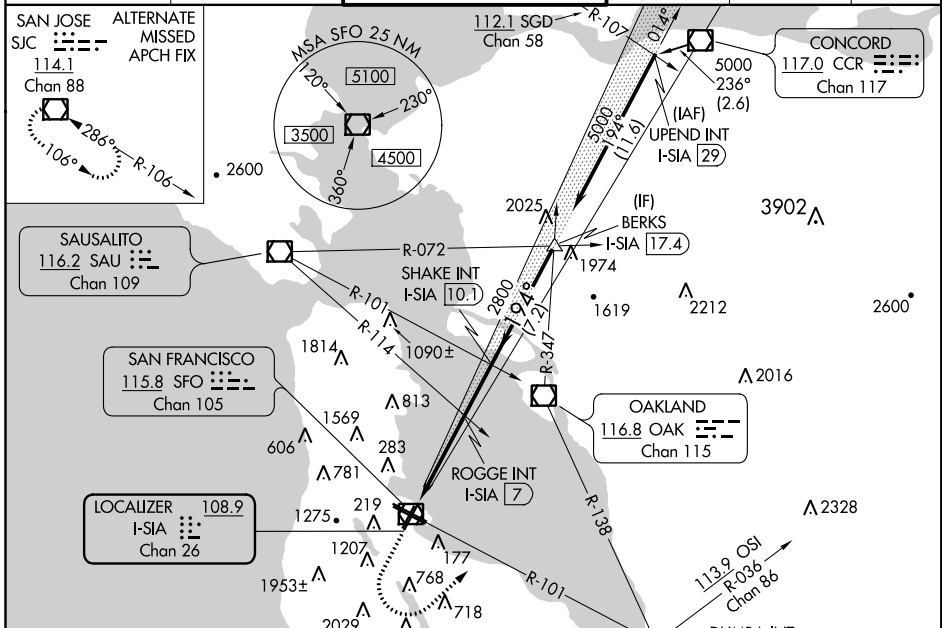 SAN JOSE
SJC
114.1
Chan 88
ALTERNATE
MISSED
APCH FIX
286°
106°
R-106
2600
MSA SFO 25 NM
120°
5100
230°
3500
4500
360°
112.1 SGD
Chan 58
R-107
014°
5000
236°
(2.6)
CONCORD
117.0 CCR
Chan 117
5000
194°
(11.6)
(IAF)
UPEND INT
I-SIA 29
2025
(IF)
BERKS
I-SIA 17.4
1974
3902
SAUSALITO
116.2 SAU
Chan 109
R-072
SHAKE INT
I-SIA 10.1
2800
194°
(7.2)
1619
2212
2600
R-101
R-114
1090±
R-347
1814
SAN FRANCISCO
115.8 SFO
Chan 105
813
2016
OAKLAND
116.8 OAK
Chan 115
1569
606
283
781
ROGGE INT
I-SIA 7
LOCALIZER 108.9
I-SIA
Chan 26
219
1275
R-138
2328
1207
177
1953±
768
R-101
718
2029
113.9 OSI
R-036
Chan 86